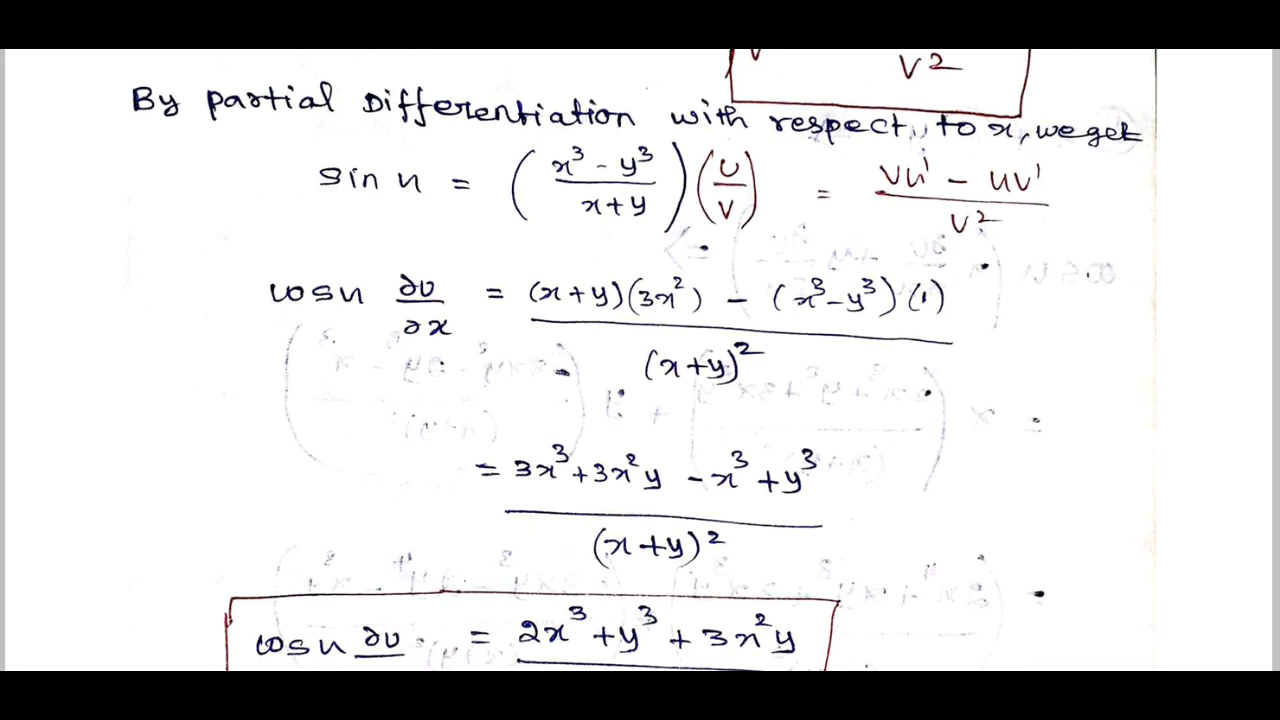 v v²
By partial Differentiation with respect to x, we get
sin u = (x³ - y³ / x+y) (u/v) = vu' - uv' / v²
cos u ∂u/∂x = (x+y)(3x²) - (x³-y³)(1) / (x+y)²
= 3x³+3x²y - x³+y³ / (x+y)²
cos u ∂u = 2x³+y³+3x²y